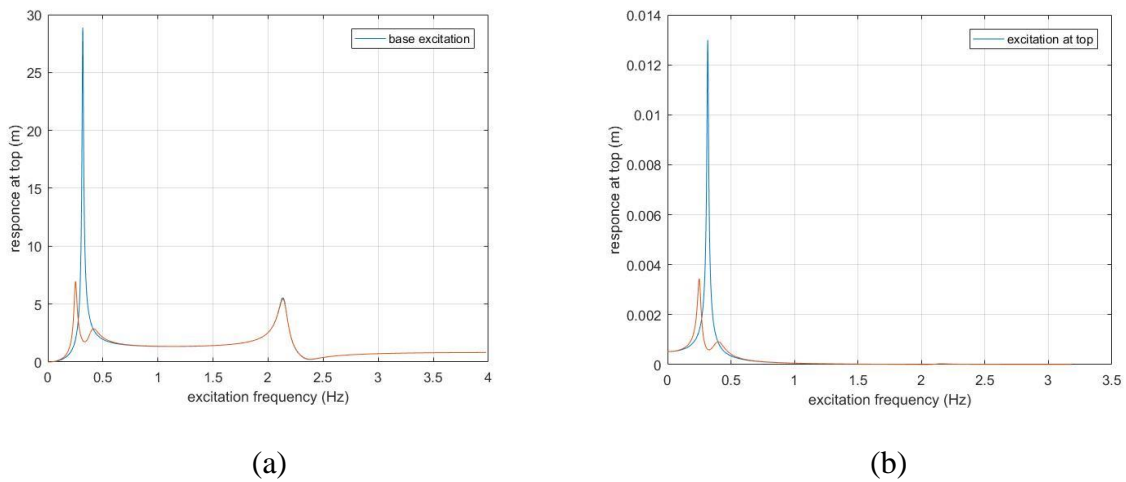 30
25
20
15
10
5
0
responce at top (m)
base excitation
0 0.5 1 1.5 2 2.5 3 3.5 4
excitation frequency (Hz)
(a)
0.014
0.012
0.01
0.008
0.006
0.004
0.002
0
responce at top (m)
excitation at top
0 0.5 1 1.5 2 2.5 3 3.5
excitation frequency (Hz)
(b)